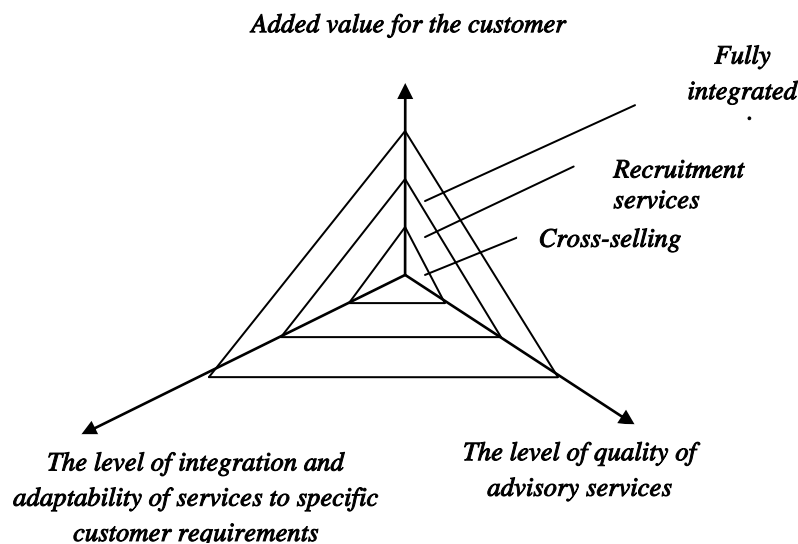 Added value for the customer
Fully
integrated
.
Recruitment
services
Cross-selling
The level of integration and
adaptability of services to specific
customer requirements
The level of quality of
advisory services